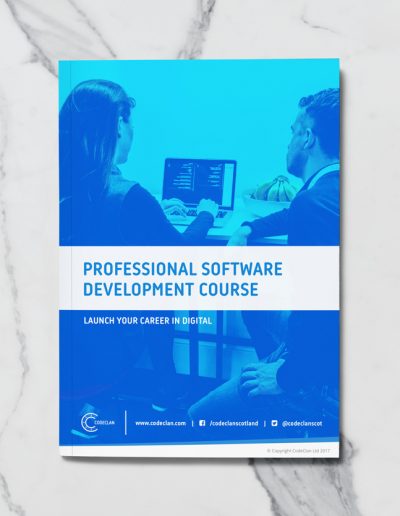 PROFESSIONAL SOFTWARE
DEVELOPMENT COURSE
LAUNCH YOUR CAREER IN DIGITAL
CODECLAN
www.codeclan.com | /codeclanscotland | @codeclanscot
© Copyright CodeClan Ltd 2017